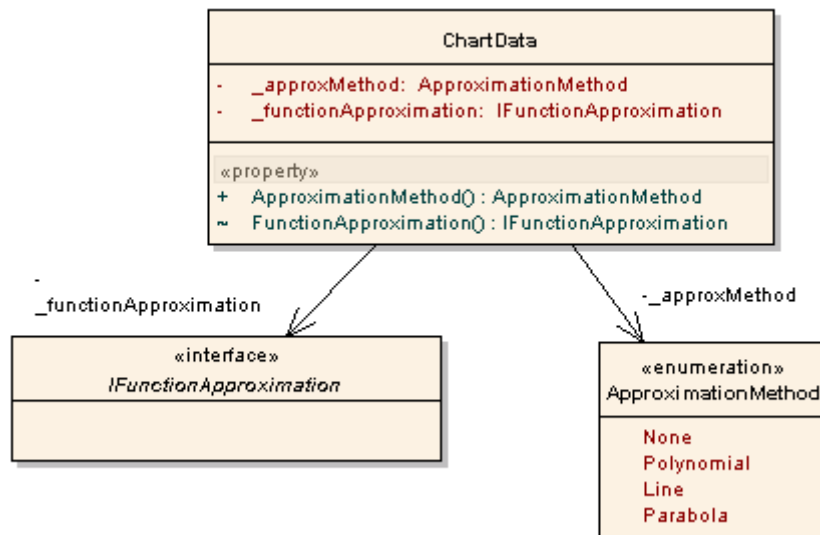 ChartData
- _approxMethod: ApproximationMethod
- _functionApproximation: IFunctionApproximation
«property»
+ ApproximationMethod() : ApproximationMethod
~ FunctionApproximation() : IFunctionApproximation
-
_functionApproximation
-_approxMethod
«interface»
IFunctionApproximation
«enumeration»
ApproximationMethod
None
Polynomial
Line
Parabola